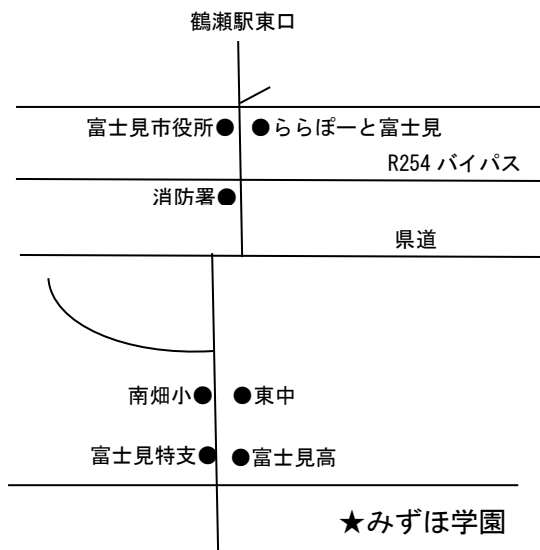 鶴瀬駅東口
富士見市役所● ●ららぽーと富士見
R254 バイパス
消防署●
県道
南畑小● ●東中
富士見特支● ●富士見高
★みずほ学園